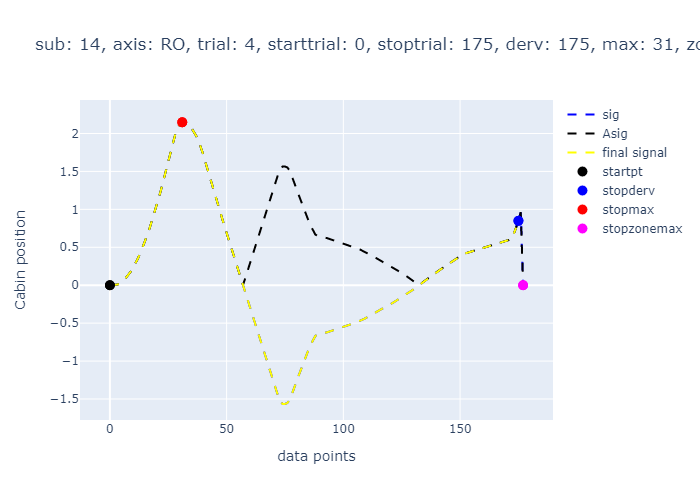 sub: 14, axis: RO, trial: 4, starttrial: 0, stoptrial: 175, derv: 175, max: 31,
2
1.5
1
0.5
0
−0.5
−1
−1.5
Cabin position
0
50
100
150
data points
sig
Asig
final signal
startpt
stopderv
stopmax
stopzonemax